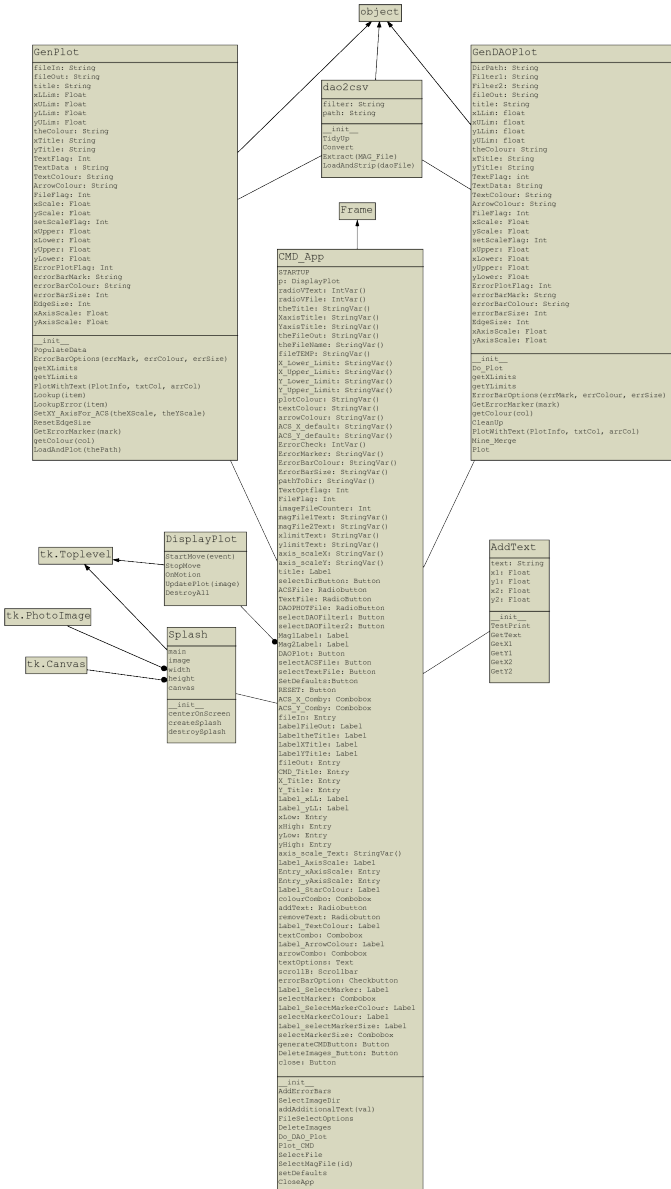 object
GenPlot
fileIn: String
fileOut: String
title: String
xLLim: Float
xULim: Float
yLLim: Float
yULim: Float
theColour: String
xTitle: String
yTitle: String
TextFlag: Int
TextData : String
TextColour: String
ArrowColour: String
FileFlag: Int
xScale: Float
yScale: Float
setScaleFlag: Int
xUpper: Float
xLower: Float
yUpper: Float
yLower: Float
ErrorPlotFlag: Int
errorBarMark: String
errorBarColour: String
errorBarSize: Int
EdgeSize: Int
xAxisScale: Float
yAxisScale: Float
__init__
PopulateData
ErrorBarOptions(errMark, errColour, errSize)
getXLimits
getYLimits
PlotWithText(PlotInfo, txtCol, arrCol)
Lookup(item)
LookupError(item)
SetXY_AxisFor_ACS(theXScale, theYScale)
ResetEdgeSize
GetErrorMarker(mark)
getColour(col)
LoadAndPlot(thePath)
dao2csv
filter: String
path: String
__init__
TidyUp
Convert
Extract(MAG_File)
LoadAndStrip(daoFile)
GenDAOPlot
DirPath: String
Filter1: String
Filter2: String
fileOut: String
title: String
xLLim: float
xULim: float
yLLim: float
yULim: float
theColour: String
xTitle: String
yTitle: String
TextFlag: int
TextData: String
TextColour: String
ArrowColour: String
FileFlag: Int
xScale: Float
yScale: Float
setScaleFlag: Int
xUpper: Float
xLower: Float
yUpper: Float
yLower: Float
ErrorPlotFlag: Int
errorBarMark: Strng
errorBarColour: String
errorBarSize: Int
EdgeSize: Int
xAxisScale: Float
yAxisScale: Float
__init__
Do_Plot
getXLimits
getYLimits
ErrorBarOptions(errMark, errColour, errSize)
GetErrorMarker(mark)
getColour(col)
CleanUp
PlotWithText(PlotInfo, txtCol, arrCol)
Mine_Merge
Plot
Frame
CMD_App
STARTUP
p: DisplayPlot
radioVText: IntVar()
radioVFile: IntVar()
theTitle: StringVar()
XaxisTitle: StringVar()
YaxisTitle: StringVar()
theFileOut: StringVar()
theFileName: StringVar()
fileTEMP: StringVar()
X_Lower_Limit: StringVar()
X_Upper_Limit: StringVar()
Y_Lower_Limit: StringVar()
Y_Upper_Limit: StringVar()
plotColour: StringVar()
textColour: StringVar()
arrowColour: StringVar()
ACS_X_default: StringVar()
ACS_Y_default: StringVar()
ErrorCheck: IntVar()
ErrorMarker: StringVar()
ErrorBarColour: StringVar()
ErrorBarSize: StringVar()
pathToDir: StringVar()
TextOptflag: Int
FileFlag: Int
imageFileCounter: Int
magFile1Text: StringVar()
magFile2Text: StringVar()
xlimitText: StringVar()
ylimitText: StringVar()
axis_scaleX: StringVar()
axis_scaleY: StringVar()
title: Label
selectDirButton: Button
ACSFile: Radiobutton
TextFile: RadioButton
DAOPHOTFile: RadioButton
selectDAOFilter1: Button
selectDAOFilter2: Button
Mag1Label: Label
Mag2Label: Label
DAOPlot: Button
selectACSFile: Button
selectTextFile: Button
SetDefaults:Button
RESET: Button
ACS_X_Comby: Combobox
ACS_Y_Comby: Combobox
fileIn: Entry
LabelFileOut: Label
LabeltheTitle: Label
LabelXTitle: Label
LabelYTitle: Label
fileOut: Entry
CMD_Title: Entry
X_Title: Entry
Y_Title: Entry
Label_xLL: Label
Label_yLL: Label
xLow: Entry
xHigh: Entry
yLow: Entry
yHigh: Entry
axis_scale_Text: StringVar()
Label_AxisScale: Label
Entry_xAxisScale: Entry
Entry_yAxisScale: Entry
Label_StarColour: Label
colourCombo: Combobox
addText: Radiobutton
removeText: Radiobutton
Label_TextColour: Label
textCombo: Combobox
Label_ArrowColour: Label
arrowCombo: Combobox
textOptions: Text
scrollB: Scrollbar
errorBarOption: Checkbutton
Label_SelectMarker: Label
selectMarker: Combobox
Label_SelectMarkerColour: Label
selectMarkerColour: Label
Label_selectMarkerSize: Label
selectMarkerSize: Combobox
generateCMDButton: Button
DeleteImages_Button: Button
close: Button
__init__
AddErrorBars
SelectImageDir
addAdditionalText(val)
FileSelectOptions
DeleteImages
Do_DAO_Plot
Plot_CMD
SelectFile
SelectMagFile(id)
setDefaults
CloseApp
DisplayPlot
StartMove(event)
StopMove
OnMotion
UpdatePlot(image)
DestroyAll
tk.Toplevel
tk.PhotoImage
tk.Canvas
Splash
main
image
width
height
canvas
__init__
centerOnScreen
createSplash
destroySplash
AddText
text: String
x1: Float
y1: Float
x2: Float
y2: Float
__init__
TestPrint
GetText
GetX1
GetY1
GetX2
GetY2